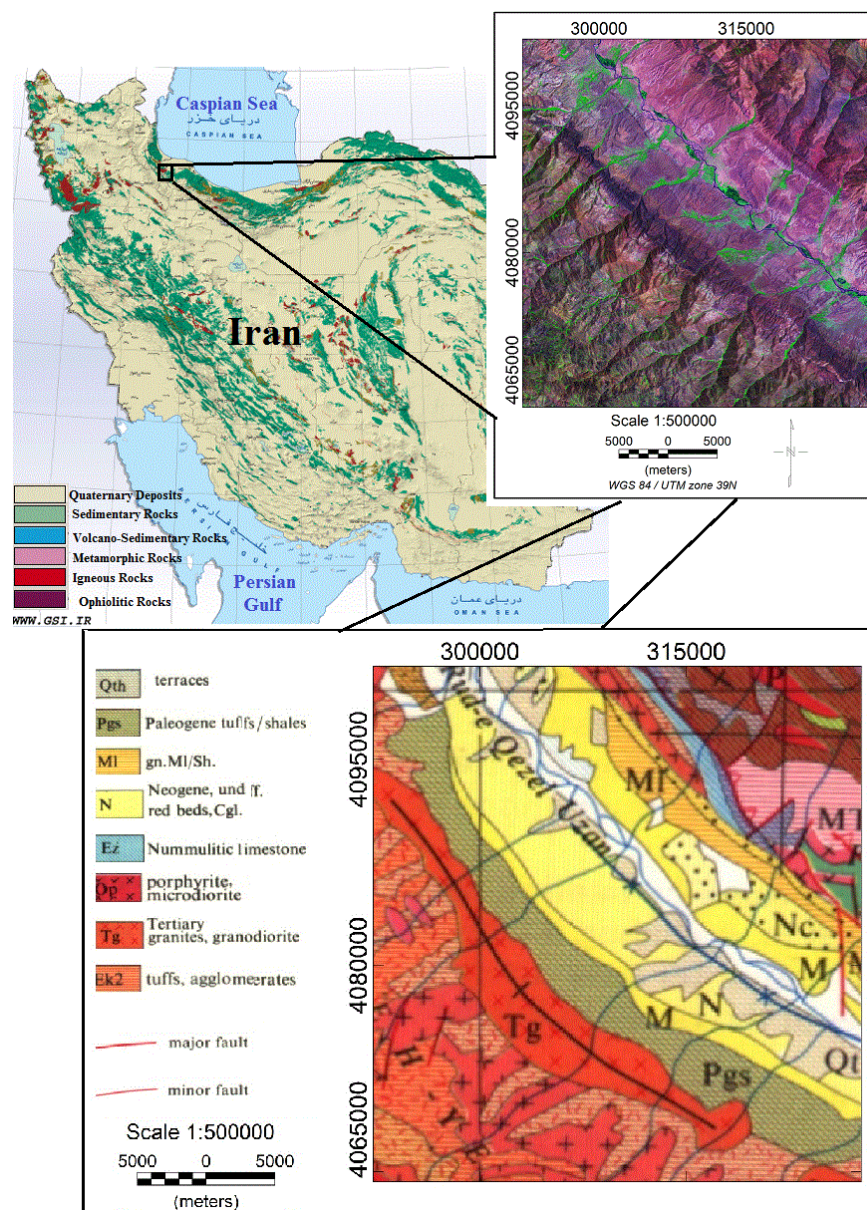 300000 315000
Caspian Sea
دریای خزر
CASPIAN SEA
4095000
4080000
4065000
Iran
Scale 1:500000
5000 0 5000
(meters)
WGS 84 / UTM zone 39N
N
Quaternary Deposits
Sedimentary Rocks
Volcano-Sedimentary Rocks
Metamorphic Rocks
Igneous Rocks
Ophiolitic Rocks
WWW.GSI.IR
خلیج فارس
PERSIAN GULF
Persian
Gulf
دریای عمان
OMAN SEA
300000 315000
Qth terraces
Pgs Paleogene tuffs/shales
Ml gn.Ml/Sh.
N Neogene, und ff.
red beds, Cgl.
Ez Nummulitic limestone
Op porphyrite,
microdiorite
Tg Tertiary
granites, granodiorite
Ek2 tuffs, agglomerates
major fault
minor fault
Scale 1:500000
5000 0 5000
(meters)
4095000
4080000
4065000
Rud-e Qezel Uzan
P
Ml
Nc.
M
N
M
Tg
Pgs
Qt